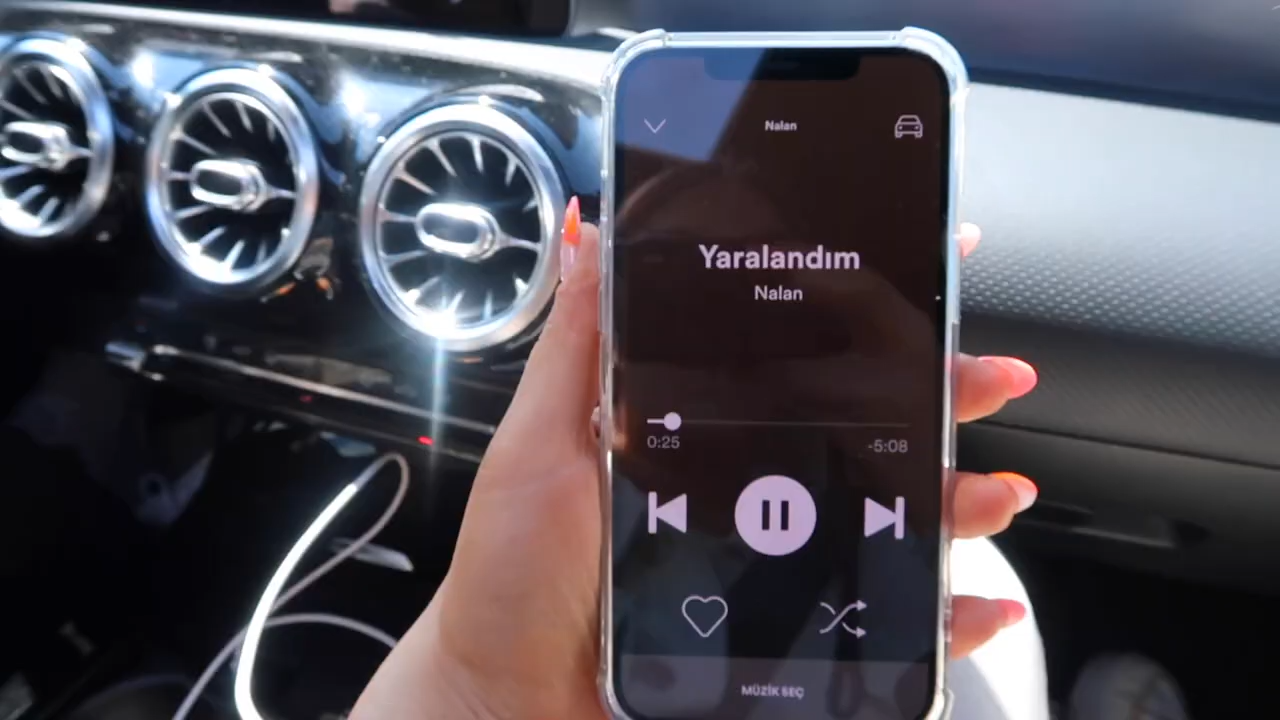 Nalan
Yaralandım
Nalan
0:25
-5:08
MÜZİK SEÇ